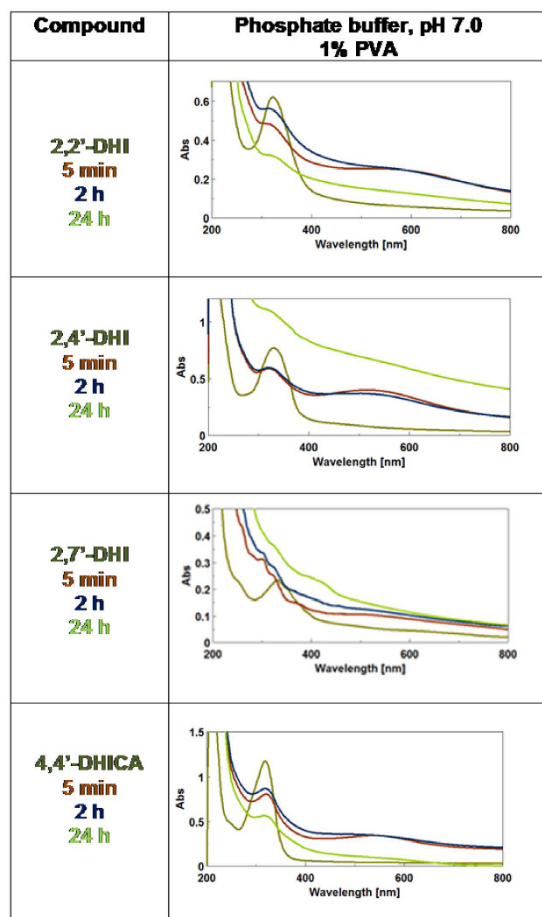 Compound
Phosphate buffer, pH 7.0
1% PVA
2,2'-DHI
5 min
2 h
24 h
0.6
0.4
0.2
0
Abs
200
400
600
800
Wavelength [nm]
2,4'-DHI
5 min
2 h
24 h
1
0.5
0
Abs
200
400
600
800
Wavelength [nm]
2,7'-DHI
5 min
2 h
24 h
0.5
0.4
0.3
0.2
0.1
0
Abs
200
400
600
800
Wavelength [nm]
4,4'-DHICA
5 min
2 h
24 h
1.5
1
0.5
0
Abs
200
400
600
800
Wavelength [nm]